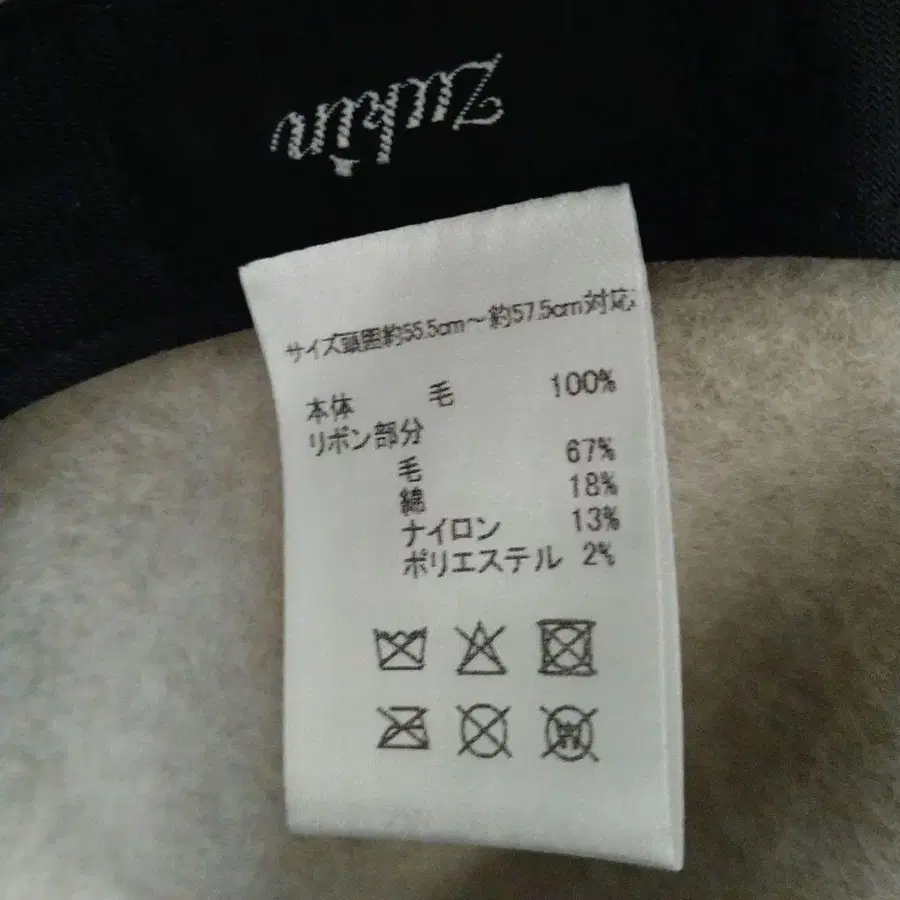 zukin
サイズ頭囲約55.5cm～約57.5cm対応
本体 毛 100%
リボン部分
毛 67%
綿 18%
ナイロン 13%
ポリエステル 2%